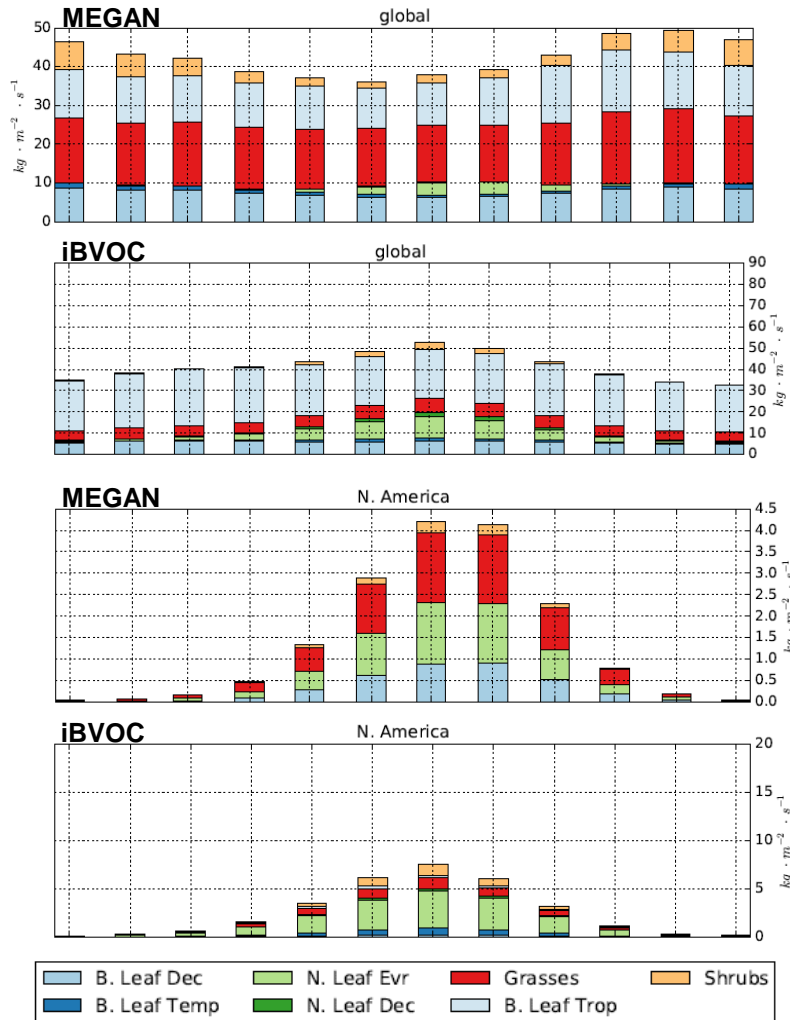 MEGAN
global
50
40
30
20
10
0
kg · m⁻² · s⁻¹
iBVOC
global
90
80
70
60
50
40
30
20
10
0
kg · m⁻² · s⁻¹
MEGAN
N. America
4.5
4.0
3.5
3.0
2.5
2.0
1.5
1.0
0.5
0.0
kg · m⁻² · s⁻¹
iBVOC
N. America
20
15
10
5
0
kg · m⁻² · s⁻¹
B. Leaf Dec N. Leaf Evr Grasses Shrubs
B. Leaf Temp N. Leaf Dec B. Leaf Trop